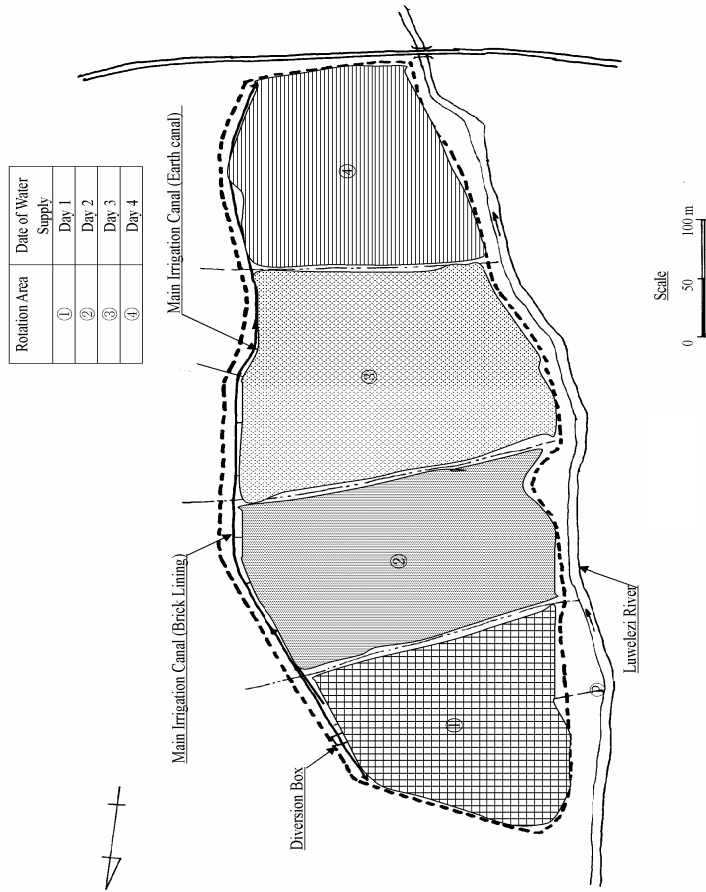 Rotation Area
Date of Water Supply
①
Day 1
②
Day 2
③
Day 3
④
Day 4
Main Irrigation Canal (Earth canal)
Main Irrigation Canal (Brick Lining)
Diversion Box
①
②
③
④
Luwelezi River
Scale
0
50
100 m